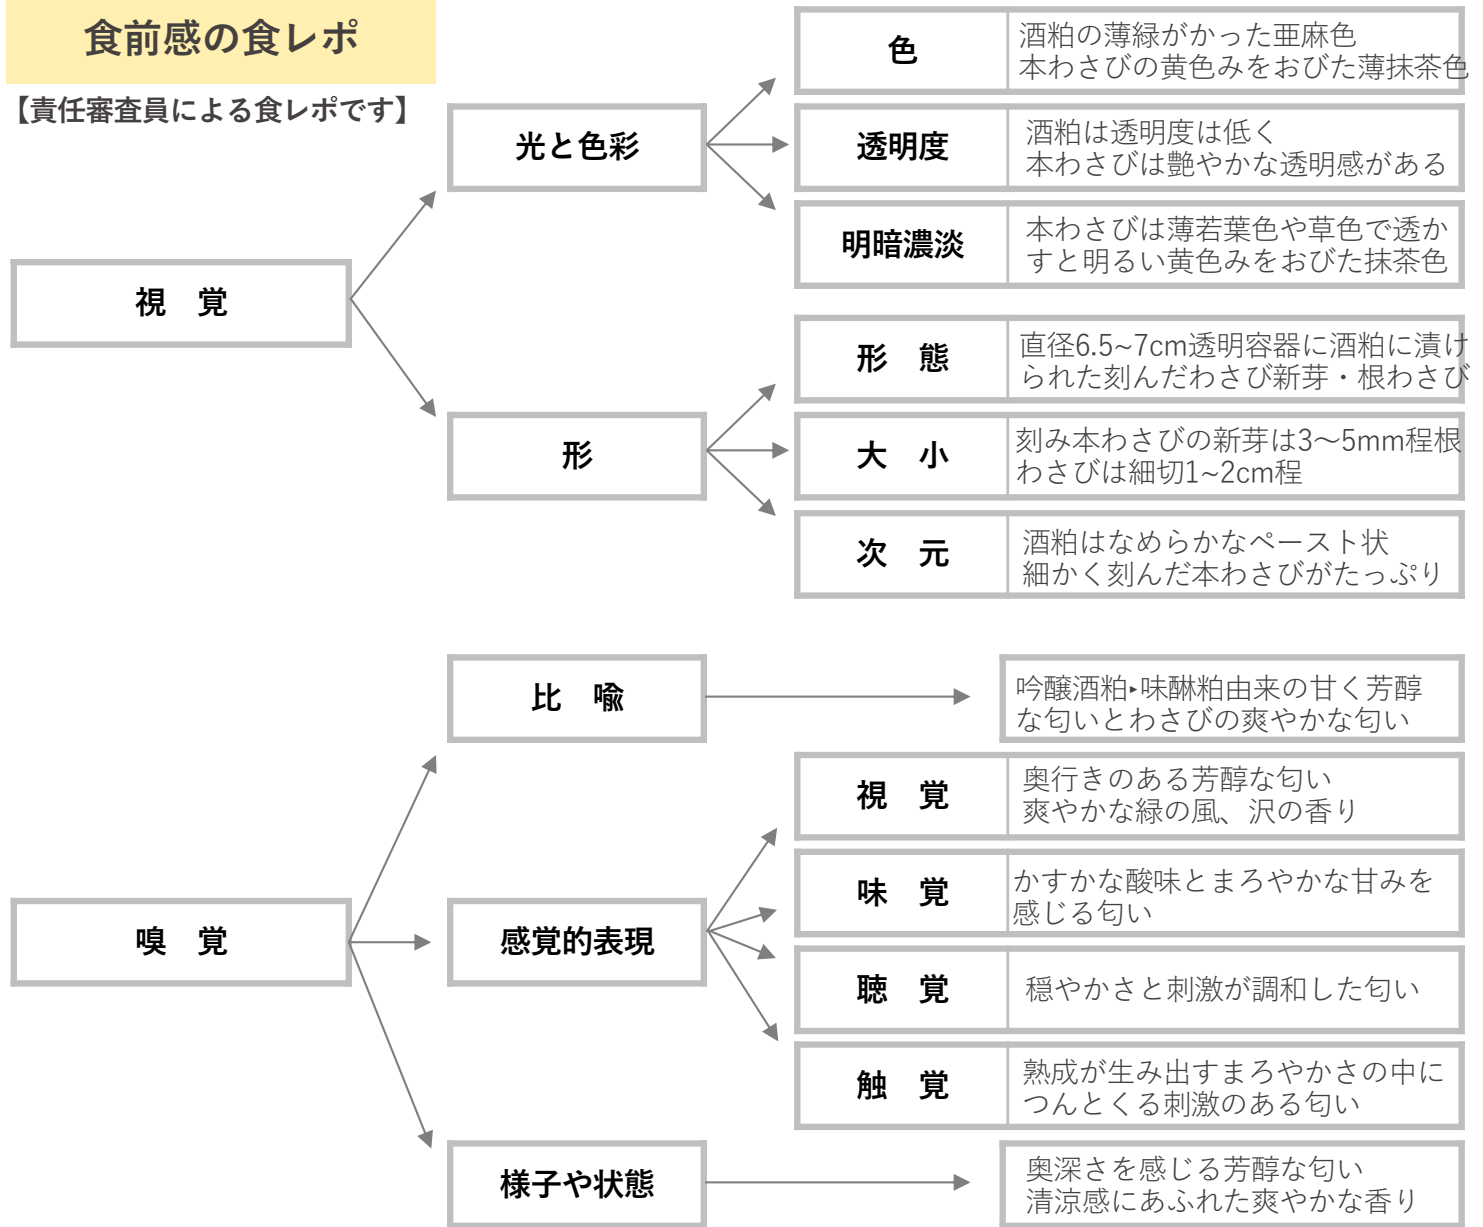 食前感の食レポ
【責任審査員による食レポです】
視　覚
光と色彩
色
酒粕の薄緑がかった亜麻色
本わさびの黄色みをおびた薄抹茶色
透明度
酒粕は透明度は低く
本わさびは艶やかな透明感がある
明暗濃淡
本わさびは薄若葉色や草色で透か
すと明るい黄色みをおびた抹茶色
形
形　態
直径6.5~7cm透明容器に酒粕に漬け
られた刻んだわさび新芽・根わさび
大　小
刻み本わさびの新芽は3～5mm程根
わさびは細切1~2cm程
次　元
酒粕はなめらかなペースト状
細かく刻んだ本わさびがたっぷり
嗅　覚
比　喩
吟醸酒粕‣味醂粕由来の甘く芳醇
な匂いとわさびの爽やかな匂い
感覚的表現
視　覚
奥行きのある芳醇な匂い
爽やかな緑の風、沢の香り
味　覚
かすかな酸味とまろやかな甘みを
感じる匂い
聴　覚
穏やかさと刺激が調和した匂い
触　覚
熟成が生み出すまろやかさの中に
つんとくる刺激のある匂い
様子や状態
奥深さを感じる芳醇な匂い
清涼感にあふれた爽やかな香り